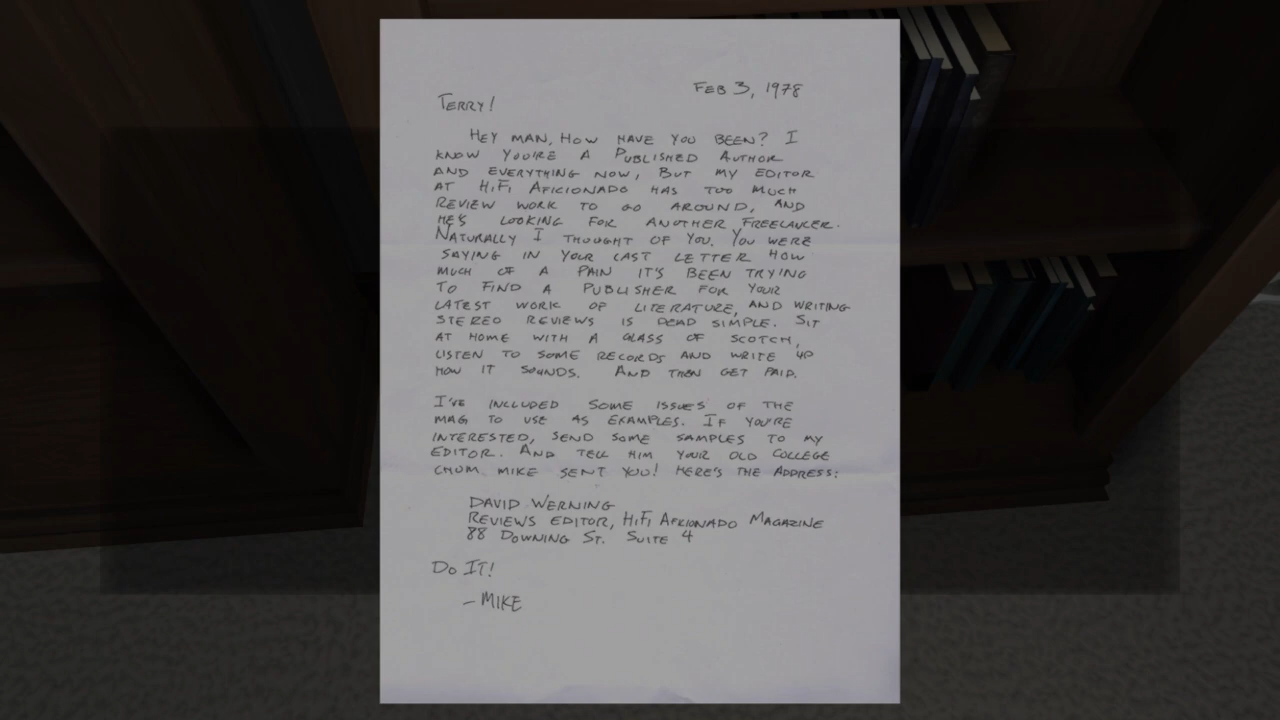 FEB 3, 1978
TERRY!
HEY MAN, HOW HAVE YOU BEEN? I
KNOW YOU'RE A PUBLISHED AUTHOR
AND EVERYTHING NOW, BUT MY EDITOR
AT HIFI AFICIONADO HAS TOO MUCH
REVIEW WORK TO GO AROUND, AND
HE'S LOOKING FOR ANOTHER FREELANCER.
NATURALLY I THOUGHT OF YOU. YOU WERE
SAYING IN YOUR LAST LETTER HOW
MUCH OF A PAIN IT'S BEEN TRYING
TO FIND A PUBLISHER FOR YOUR
LATEST WORK OF LITERATURE, AND WRITING
STEREO REVIEWS IS DEAD SIMPLE. SIT
AT HOME WITH A GLASS OF SCOTCH,
LISTEN TO SOME RECORDS AND WRITE UP
HOW IT SOUNDS. AND THEN GET PAID.
I'VE INCLUDED SOME ISSUES OF THE
MAG TO USE AS EXAMPLES. IF YOU'RE
INTERESTED, SEND SOME SAMPLES TO MY
EDITOR. AND TELL HIM YOUR OLD COLLEGE
CHUM MIKE SENT YOU! HERE'S THE ADDRESS:
DAVID WERNING
REVIEWS EDITOR, HIFI AFICIONADO MAGAZINE
88 DOWNING ST. SUITE 4
DO IT!
– MIKE